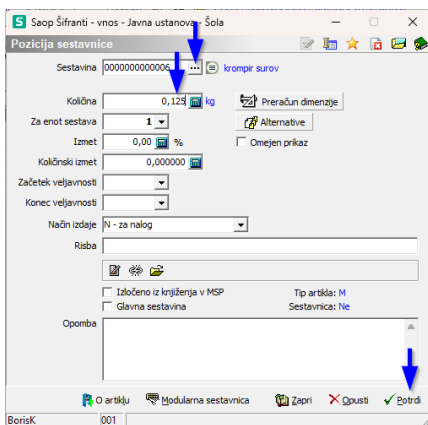 Saop Šifranti - vnos - Javna ustanova - Šola
Pozicija sestavnice
Sestavina 0000000000006 ... krompir surov
Količina 0,125 kg Preračun dimenzije
Za enot sestava 1 Alternative
Izmet 0,00 % Omejen prikaz
Količinski izmet 0,000000
Začetek veljavnosti
Konec veljavnosti
Način izdaje N - za nalog
Risba
Izločeno iz knjiženja v MSP Tip artikla: M
Glavna sestavina Sestavnica: Ne
Opomba
O artiklu Modularna sestavnica Zapri Opusti Potrdi
BorisK 001